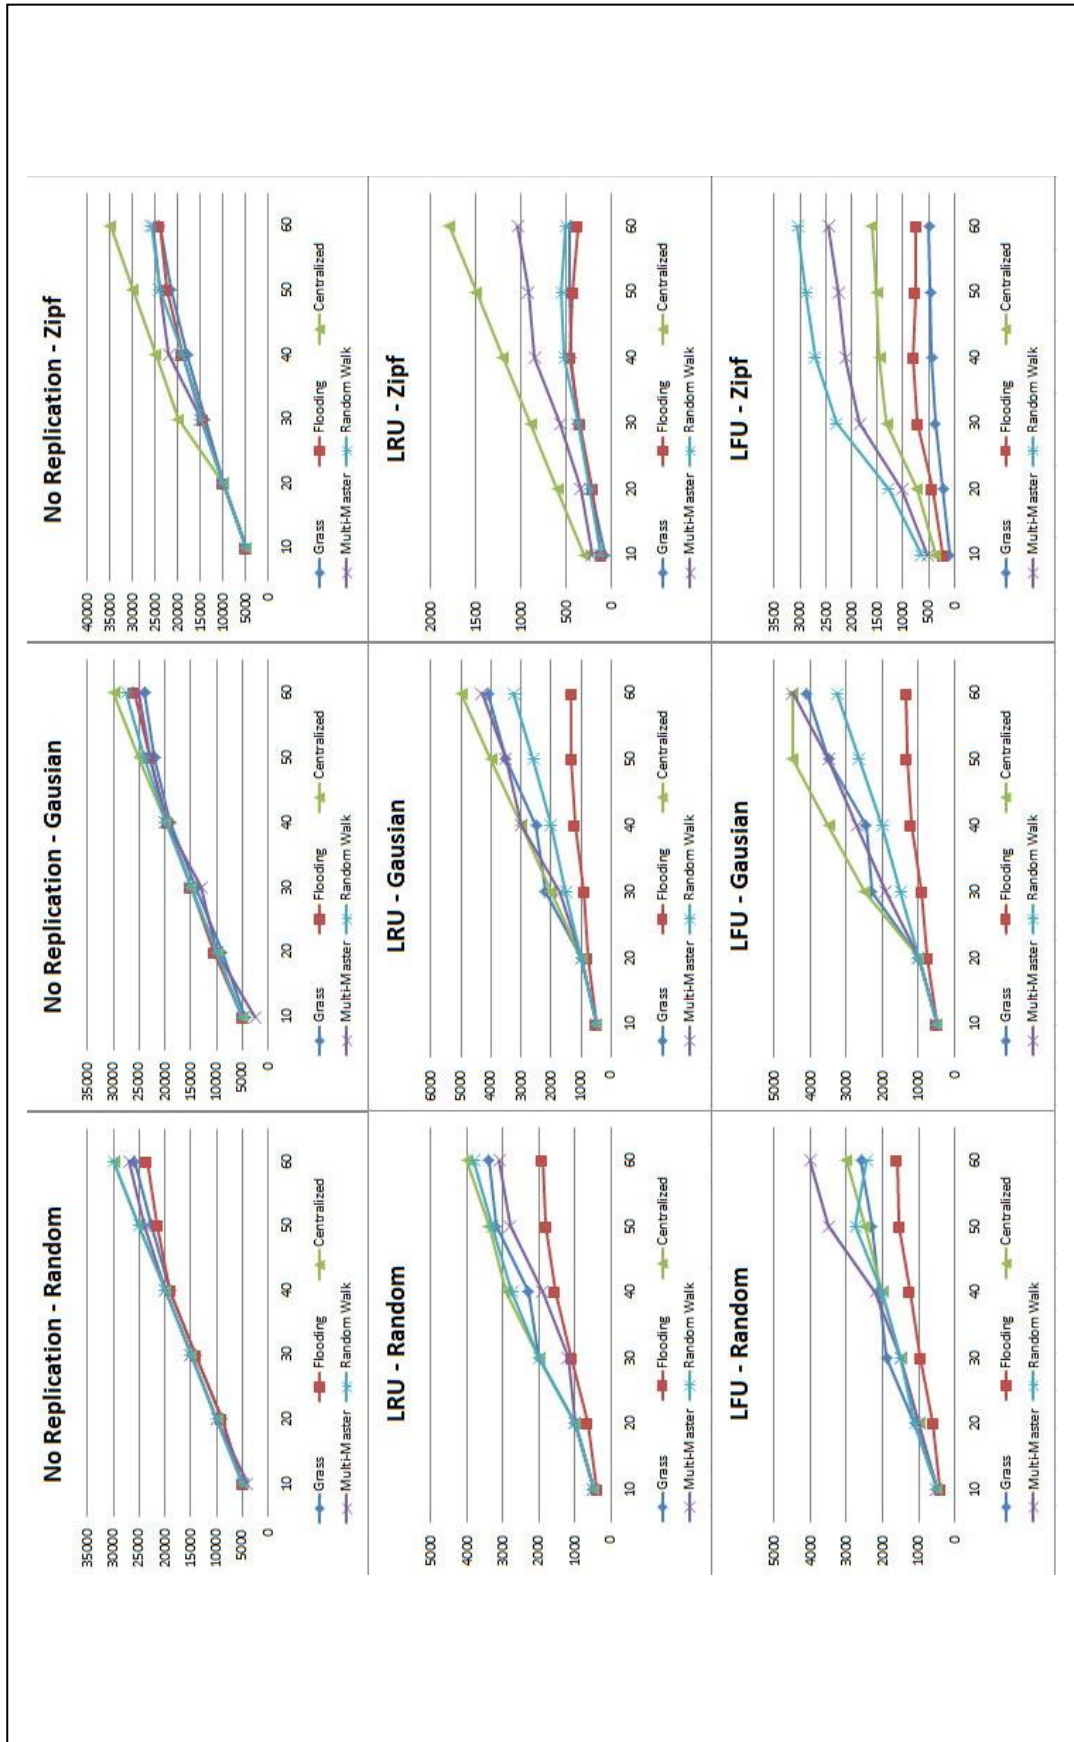 No Replication - Random
35000
30000
25000
20000
15000
10000
5000
0
10 20 30 40 50 60
Grass Flooding Centralized
Multi-Master Random Walk
No Replication - Gausian
35000
30000
25000
20000
15000
10000
5000
0
10 20 30 40 50 60
Grass Flooding Centralized
Multi-Master Random Walk
No Replication - Zipf
40000
35000
30000
25000
20000
15000
10000
5000
0
10 20 30 40 50 60
Grass Flooding Centralized
Multi-Master Random Walk
LRU - Random
5000
4000
3000
2000
1000
0
10 20 30 40 50 60
Grass Flooding Centralized
Multi-Master Random Walk
LRU - Gausian
6000
5000
4000
3000
2000
1000
0
10 20 30 40 50 60
Grass Flooding Centralized
Multi-Master Random Walk
LRU - Zipf
2000
1500
1000
500
0
10 20 30 40 50 60
Grass Flooding Centralized
Multi-Master Random Walk
LFU - Random
5000
4000
3000
2000
1000
0
10 20 30 40 50 60
Grass Flooding Centralized
Multi-Master Random Walk
LFU - Gausian
5000
4000
3000
2000
1000
0
10 20 30 40 50 60
Grass Flooding Centralized
Multi-Master Random Walk
LFU - Zipf
3500
3000
2500
2000
1500
1000
500
0
10 20 30 40 50 60
Grass Flooding Centralized
Multi-Master Random Walk